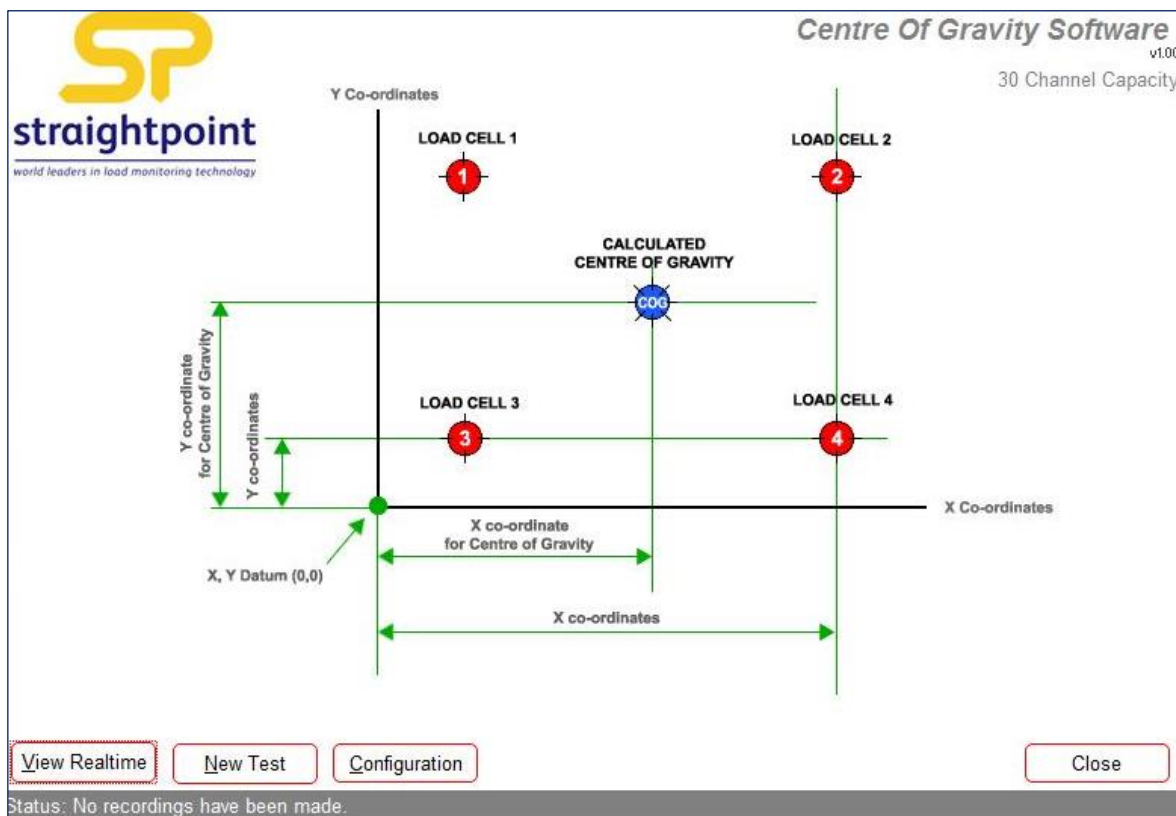 SP
straightpoint
world leaders in load monitoring technology
Centre Of Gravity Software
v1.00
30 Channel Capacity
Y Co-ordinates
LOAD CELL 1
1
LOAD CELL 2
2
CALCULATED
CENTRE OF GRAVITY
COG
Y co-ordinate
for Centre of Gravity
Y co-ordinates
LOAD CELL 3
3
LOAD CELL 4
4
X Co-ordinates
X co-ordinate
for Centre of Gravity
X, Y Datum (0,0)
X co-ordinates
View Realtime
New Test
Configuration
Close
Status: No recordings have been made.